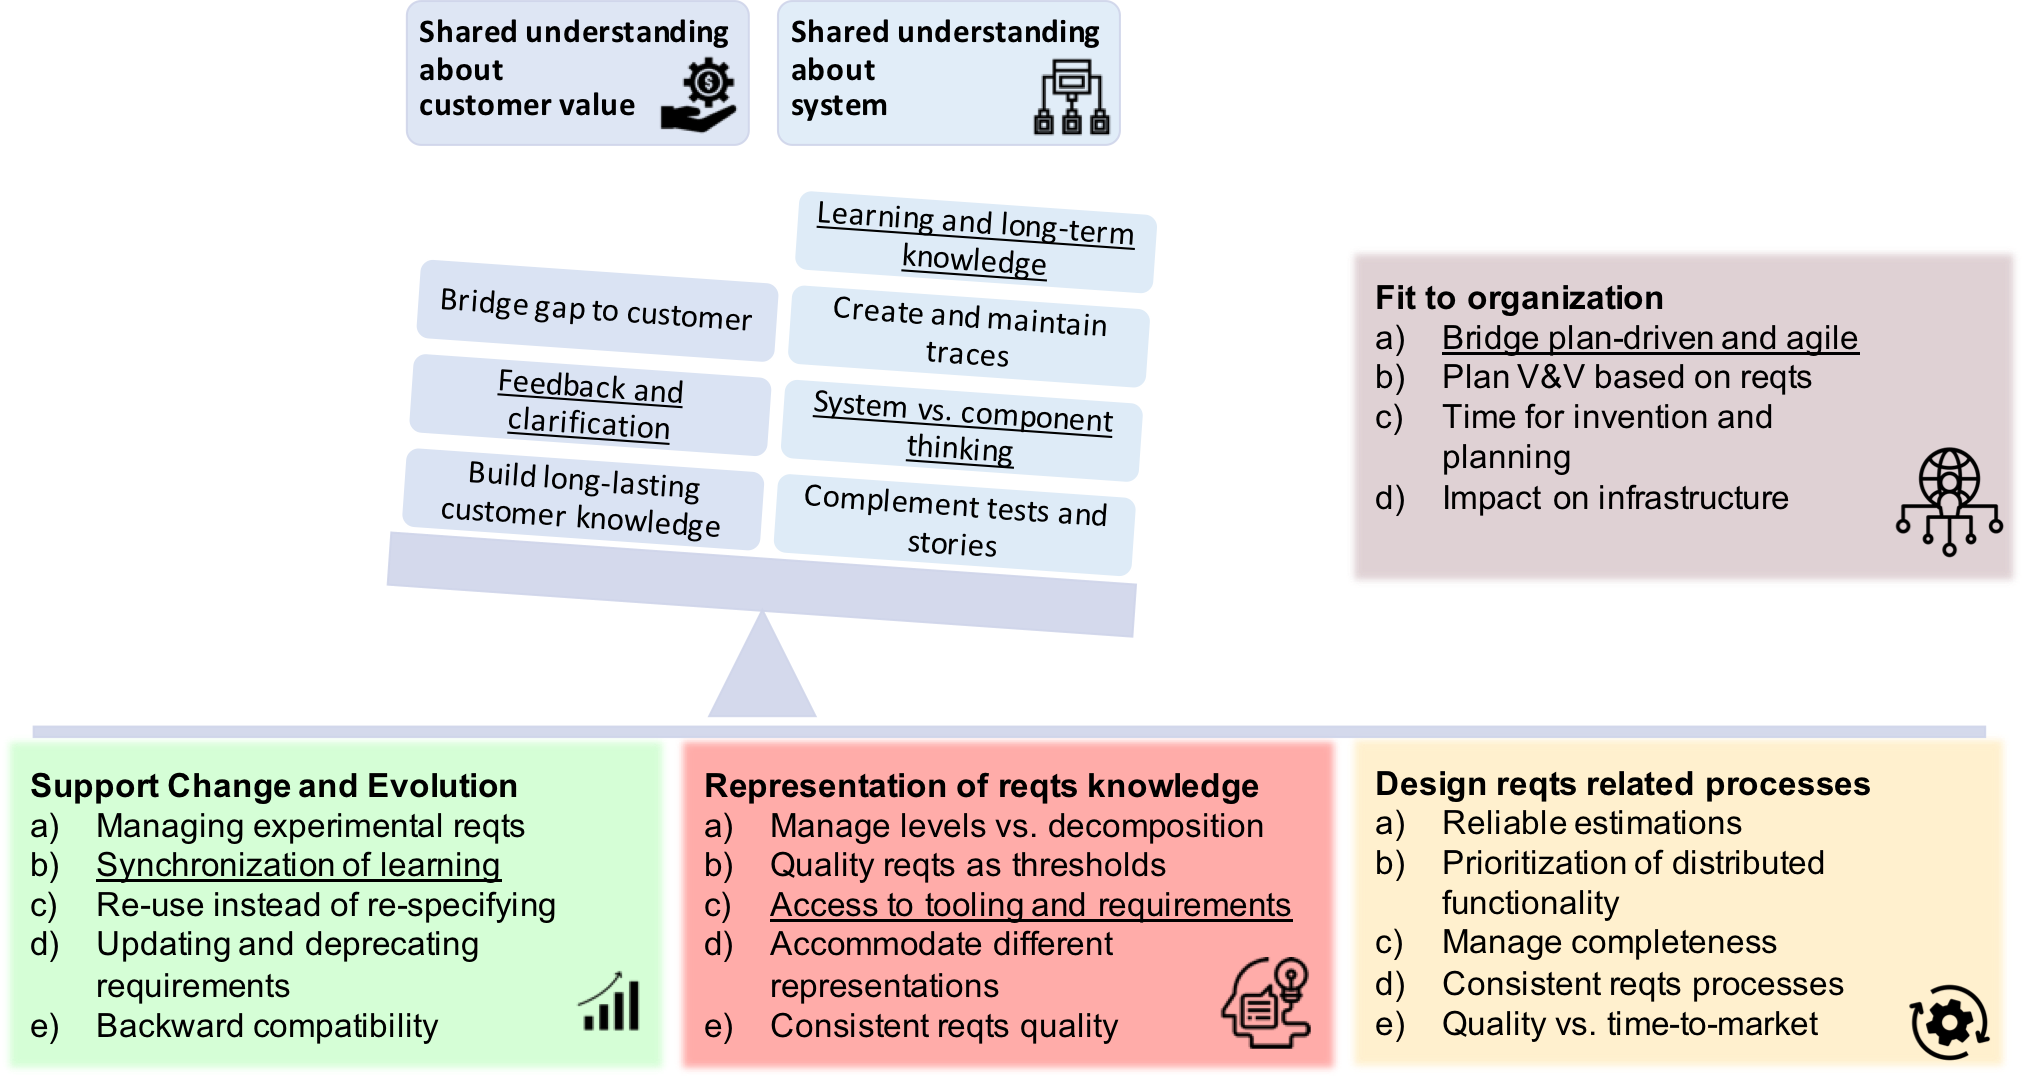 Shared understanding
about
customer value
Shared understanding
about
system
Bridge gap to customer
Feedback and
clarification
Build long-lasting
customer knowledge
Learning and long-term
knowledge
Create and maintain
traces
System vs. component
thinking
Complement tests and
stories
Fit to organization
a) Bridge plan-driven and agile
b) Plan V&V based on reqts
c) Time for invention and
planning
d) Impact on infrastructure
Support Change and Evolution
a) Managing experimental reqts
b) Synchronization of learning
c) Re-use instead of re-specifying
d) Updating and deprecating
requirements
e) Backward compatibility
Representation of reqts knowledge
a) Manage levels vs. decomposition
b) Quality reqts as thresholds
c) Access to tooling and requirements
d) Accommodate different
representations
e) Consistent reqts quality
Design reqts related processes
a) Reliable estimations
b) Prioritization of distributed
functionality
c) Manage completeness
d) Consistent reqts processes
e) Quality vs. time-to-market